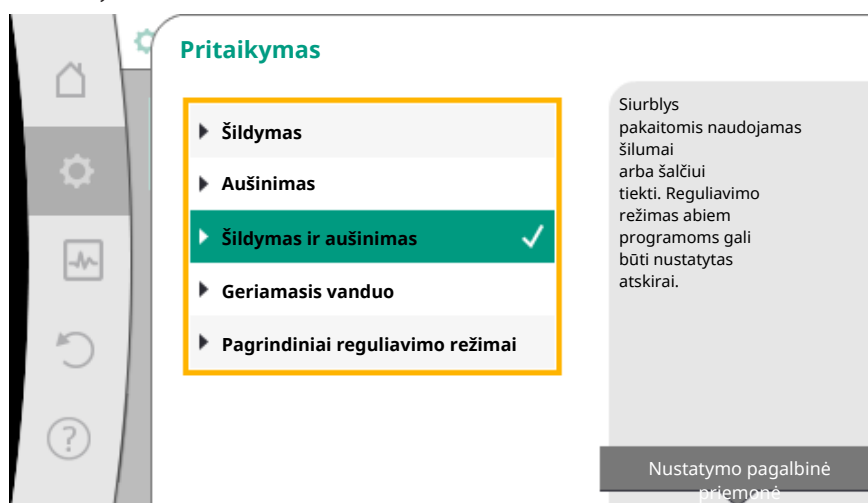 Pritaikymas
Šildymas
Aušinimas
Šildymas ir aušinimas
Geriamasis vanduo
Pagrindiniai reguliavimo režimai
Siurblys
pakaitomis naudojamas
šilumai
arba šalčiui
tiekti. Reguliavimo
režimas abiem
programoms gali
būti nustatytas
atskirai.
Nustatymo pagalbinė
priemonė
?